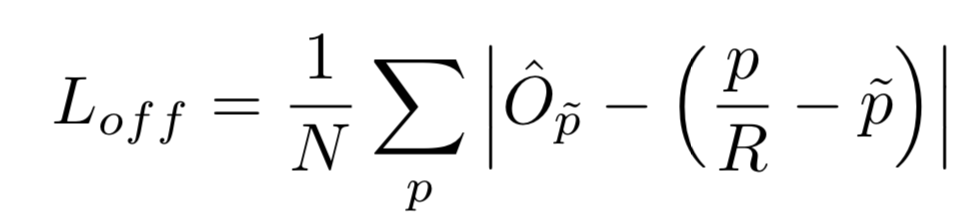 L_{off} = \frac{1}{N} \sum_{p} \left| \hat{O}_{\tilde{p}} - \left( \frac{p}{R} - \tilde{p} \right) \right|